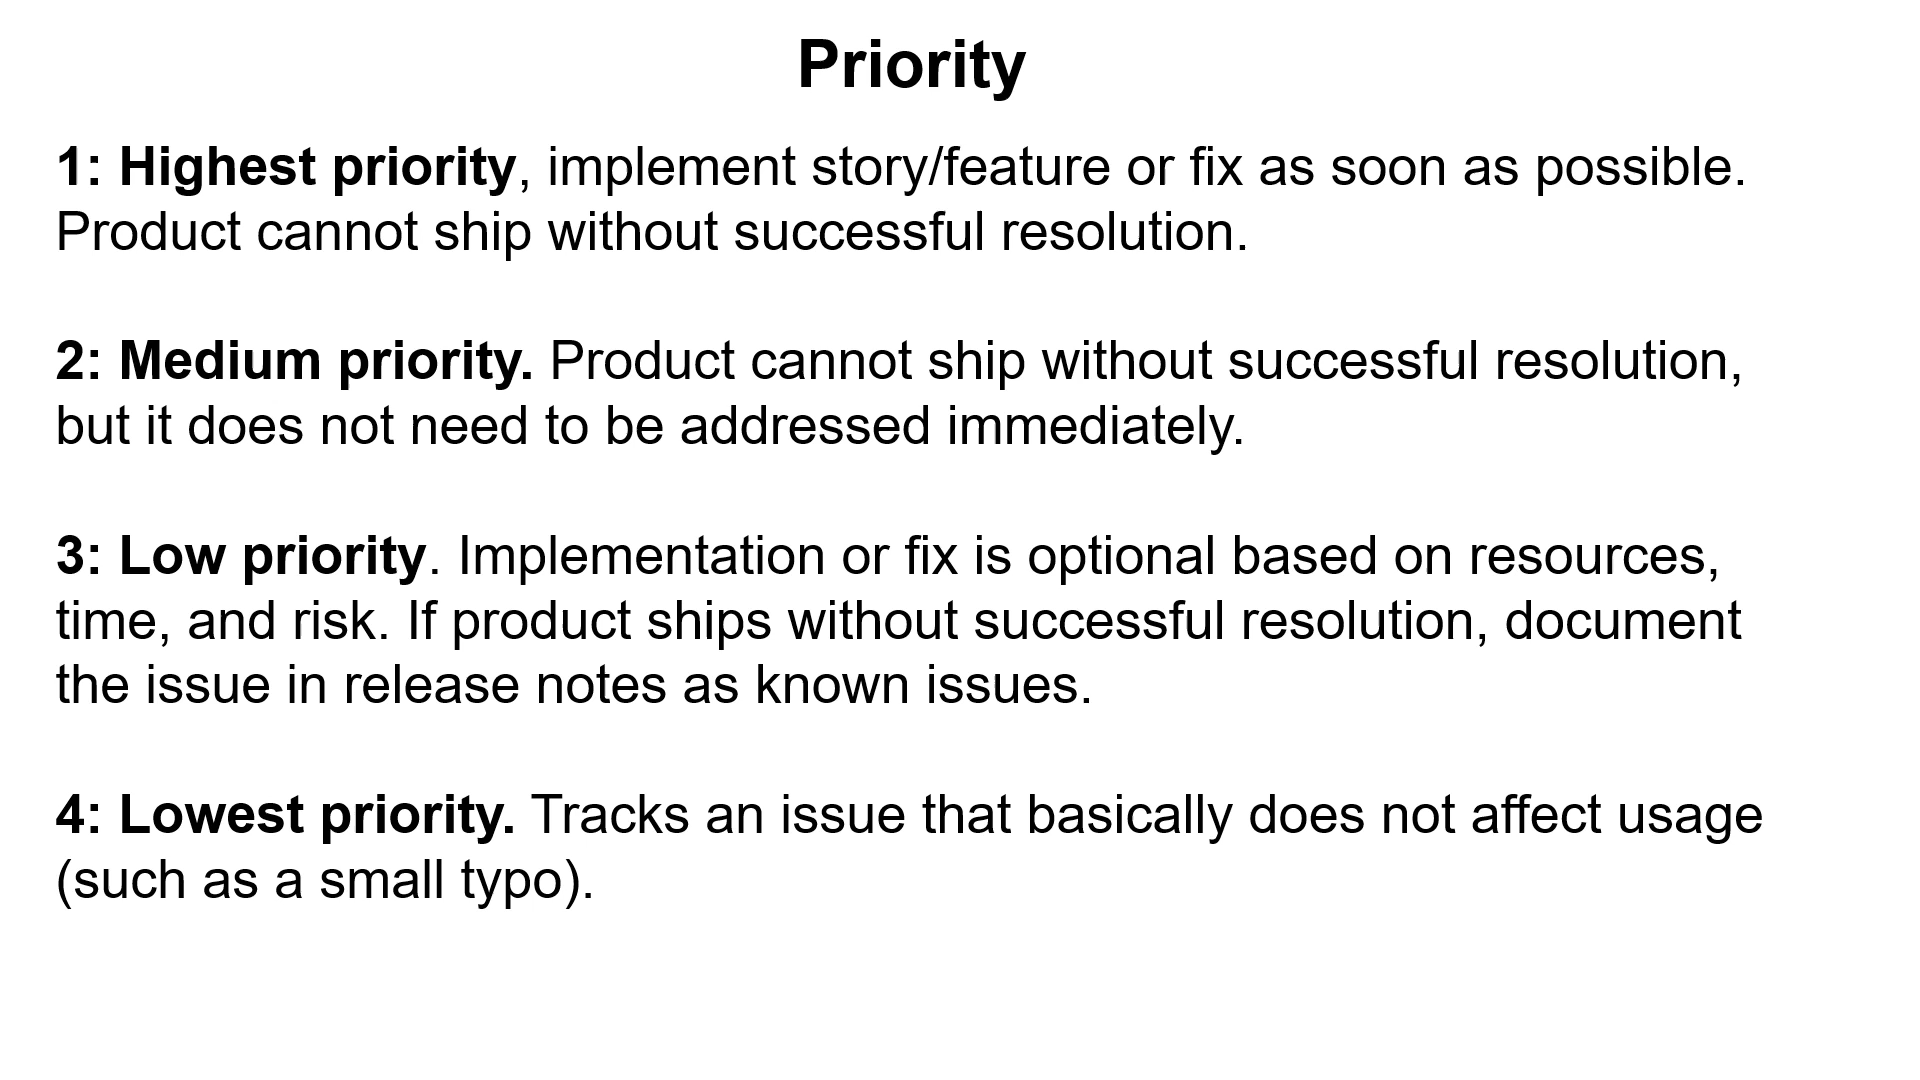 Priority
1: Highest priority, implement story/feature or fix as soon as possible.
Product cannot ship without successful resolution.
2: Medium priority. Product cannot ship without successful resolution,
but it does not need to be addressed immediately.
3: Low priority. Implementation or fix is optional based on resources,
time, and risk. If product ships without successful resolution, document
the issue in release notes as known issues.
4: Lowest priority. Tracks an issue that basically does not affect usage
(such as a small typo).